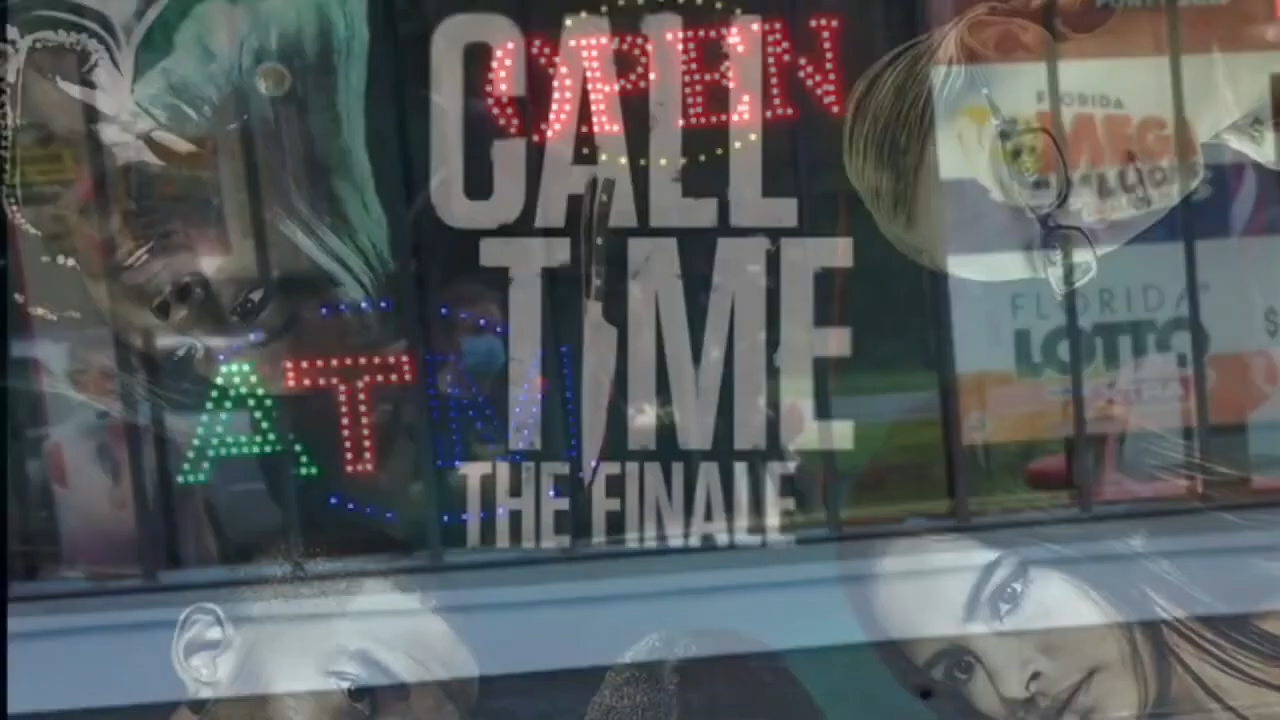 OPEN
CALL
TIME
THE FINALE
ATM
FLORIDA
MEGA
FLORIDA
LOTTO
$